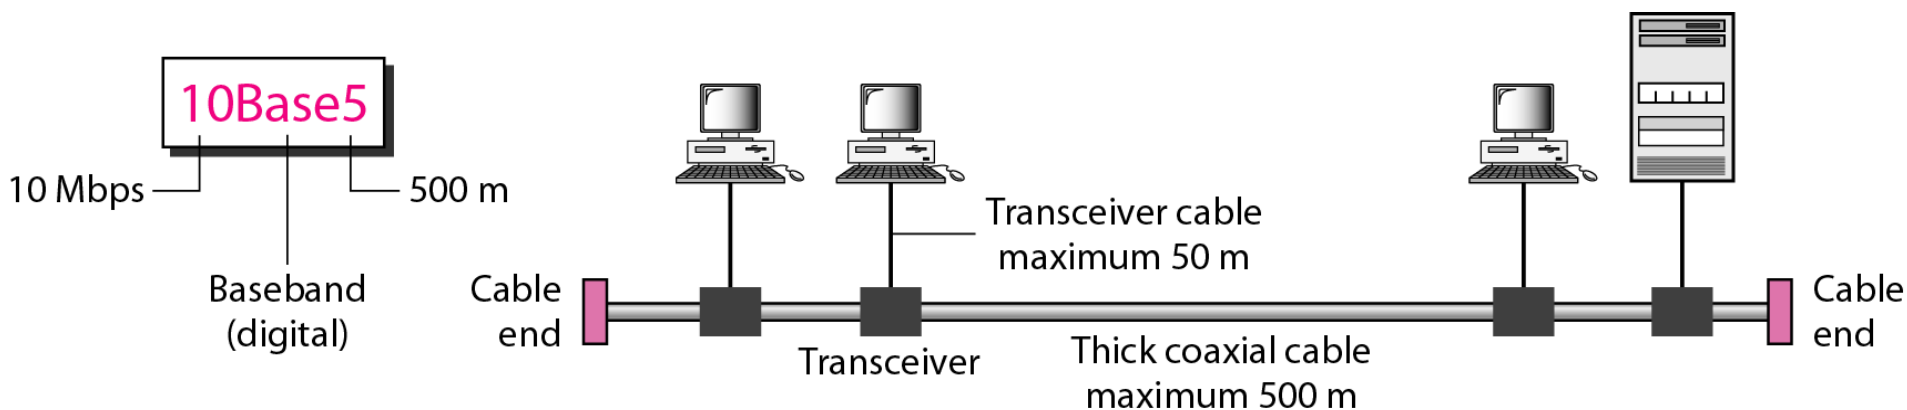 10Base5
10 Mbps
500 m
Baseband
(digital)
Cable
end
Transceiver cable
maximum 50 m
Transceiver
Thick coaxial cable
maximum 500 m
Cable
end